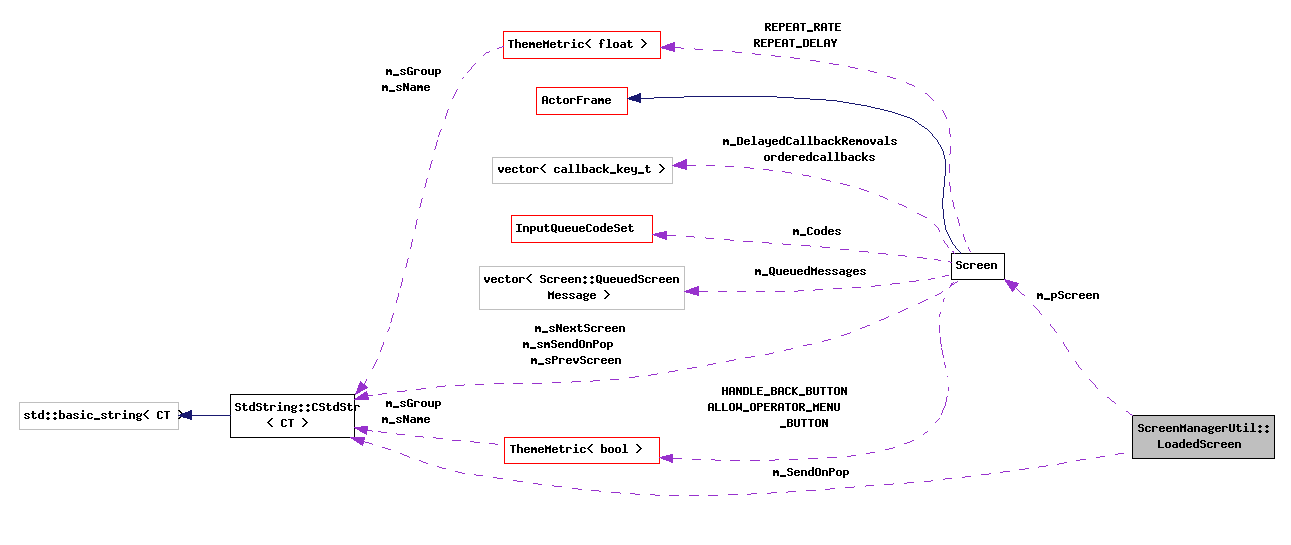 REPEAT_RATE
REPEAT_DELAY
ThemeMetric< float >
m_sGroup
m_sName
ActorFrame
m_DelayedCallbackRemovals
orderedcallbacks
vector< callback_key_t >
InputQueueCodeSet
m_Codes
Screen
vector< Screen::QueuedScreen
Message >
m_QueuedMessages
m_pScreen
m_sNextScreen
m_smSendOnPop
m_sPrevScreen
HANDLE_BACK_BUTTON
ALLOW_OPERATOR_MENU
_BUTTON
std::basic_string< CT >
StdString::CStdStr
< CT >
m_sGroup
m_sName
ThemeMetric< bool >
ScreenManagerUtil::
LoadedScreen
m_SendOnPop